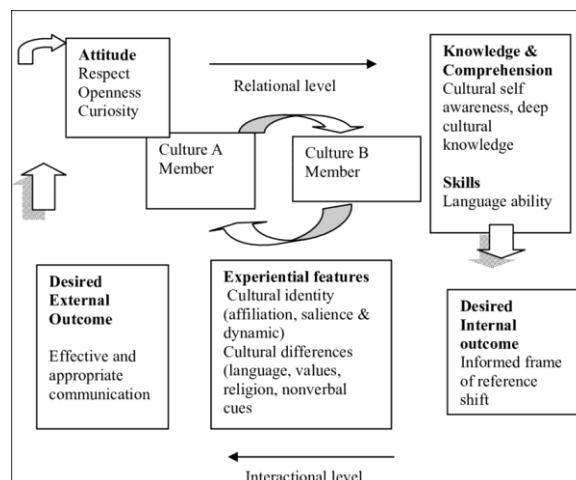 Attitude
Respect
Openness
Curiosity
Relational level
Knowledge &
Comprehension
Cultural self
awareness, deep
cultural
knowledge
Skills
Language ability
Culture A
Member
Culture B
Member
Desired
External
Outcome
Effective and
appropriate
communication
Experiential features
Cultural identity
(affiliation, salience &
dynamic)
Cultural differences
(language, values,
religion, nonverbal
cues
Desired
Internal
outcome
Informed frame
of reference
shift
Interactional level